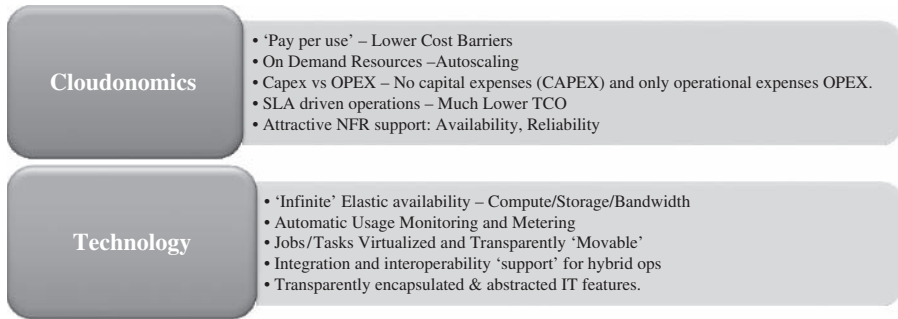 Cloudonomics
• ‘Pay per use’ – Lower Cost Barriers
• On Demand Resources –Autoscaling
• Capex vs OPEX – No capital expenses (CAPEX) and only operational expenses OPEX.
• SLA driven operations – Much Lower TCO
• Attractive NFR support: Availability, Reliability
Technology
• ‘Infinite’ Elastic availability – Compute/Storage/Bandwidth
• Automatic Usage Monitoring and Metering
• Jobs/Tasks Virtualized and Transparently ‘Movable’
• Integration and interoperability ‘support’ for hybrid ops
• Transparently encapsulated & abstracted IT features.